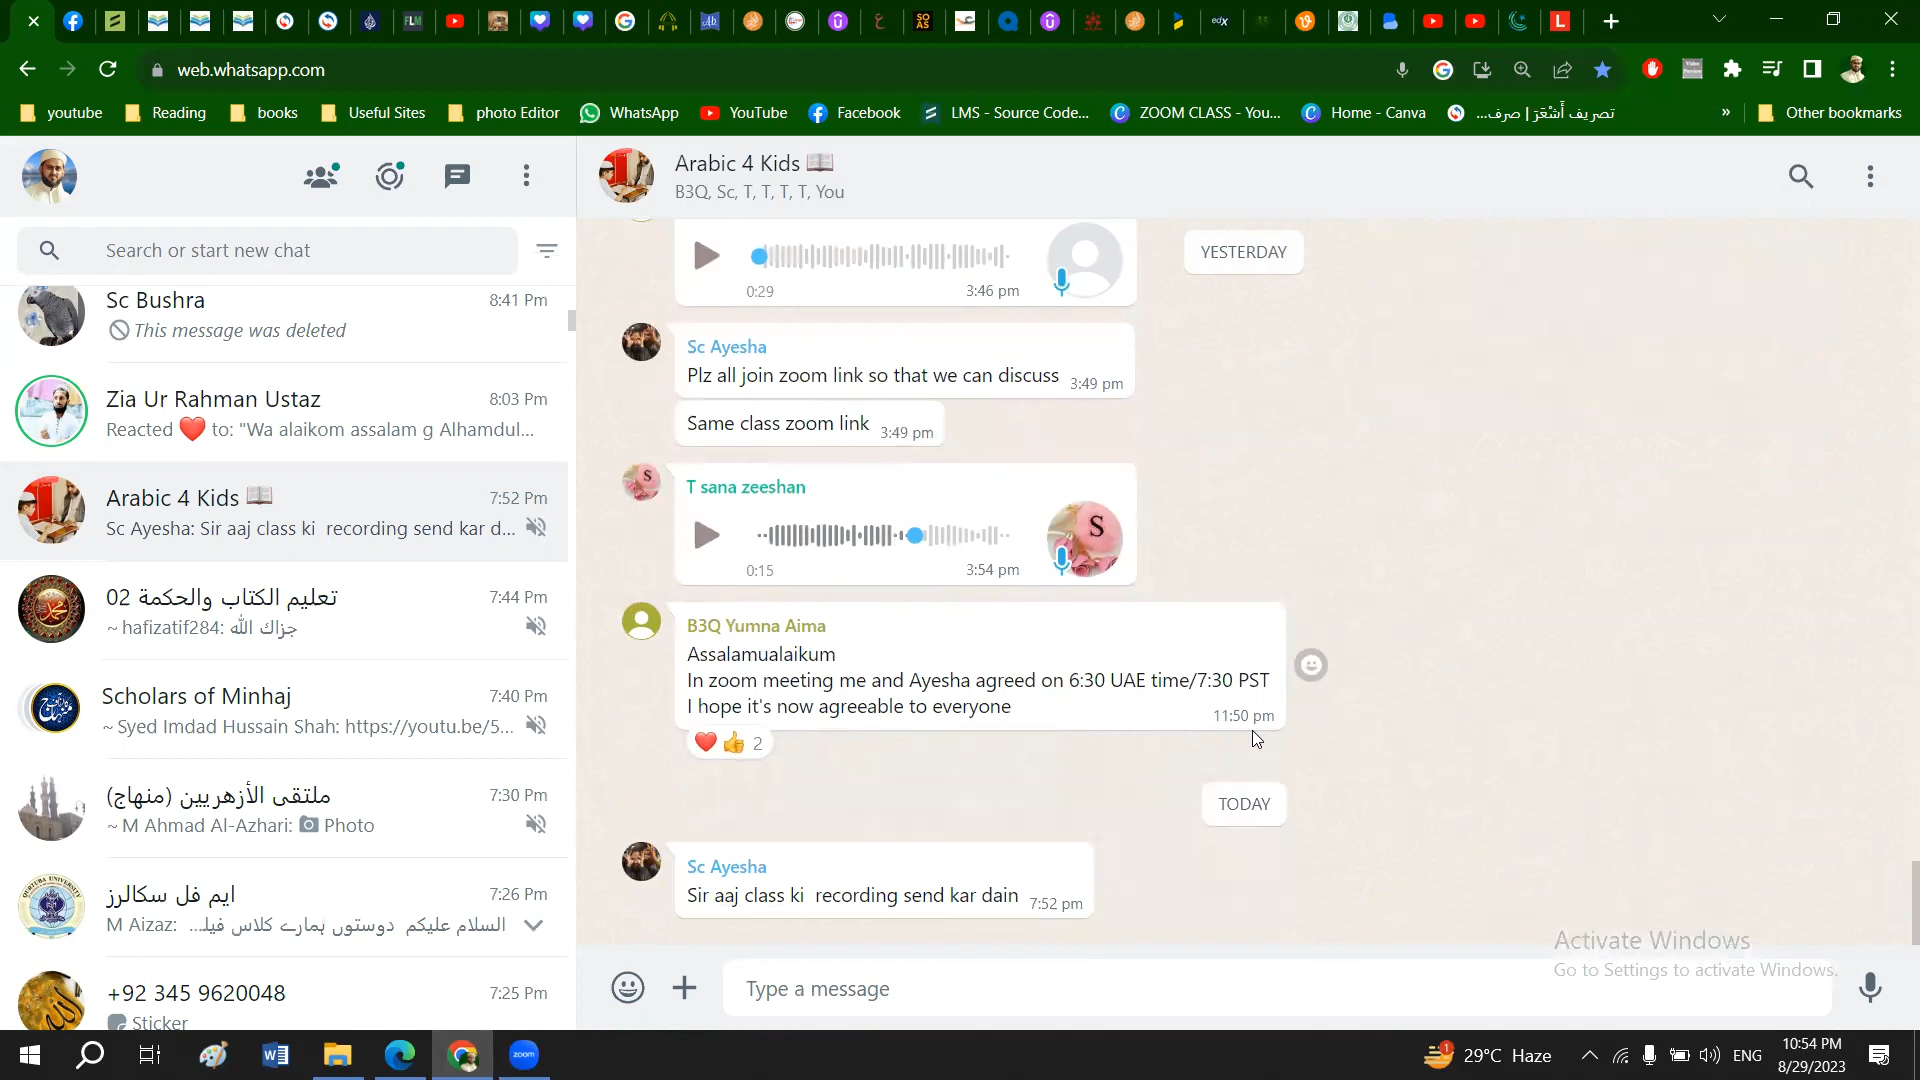 web.whatsapp.com
youtube
Reading
books
Useful Sites
photo Editor
WhatsApp
YouTube
Facebook
LMS - Source Code...
ZOOM CLASS - You...
Home - Canva
تصريف أَشْعَرَ | صرف...
»
Other bookmarks
Search or start new chat
Sc Bushra
8:41 Pm
This message was deleted
Zia Ur Rahman Ustaz
8:03 Pm
Reacted ❤️ to: "Wa alaikom assalam g Alhamdul...
Arabic 4 Kids 📖
7:52 Pm
Sc Ayesha: Sir aaj class ki recording send kar d...
تعليم الكتاب والحكمة 02
7:44 Pm
~ hafizatif284: جزاك الله
Scholars of Minhaj
7:40 Pm
~ Syed Imdad Hussain Shah: https://youtu.be/5...
ملتقى الأزهريين (منهاج)
7:30 Pm
~ M Ahmad Al-Azhari: Photo
ایم فل سکالرز
7:26 Pm
M Aizaz: السلام علیکم دوستوں ہمارے کلاس فیلـ...
+92 345 9620048
7:25 Pm
Sticker
Arabic 4 Kids 📖
B3Q, Sc, T, T, T, T, You
YESTERDAY
0:29
3:46 pm
Sc Ayesha
Plz all join zoom link so that we can discuss
3:49 pm
Same class zoom link
3:49 pm
T sana zeeshan
S
0:15
3:54 pm
B3Q Yumna Aima
Assalamualaikum
In zoom meeting me and Ayesha agreed on 6:30 UAE time/7:30 PST
I hope it's now agreeable to everyone
11:50 pm
❤️👍 2
TODAY
Sc Ayesha
Sir aaj class ki recording send kar dain
7:52 pm
Type a message
Activate Windows
Go to Settings to activate Windows.
zoom
1
29°C Haze
ENG
10:54 PM
8/29/2023